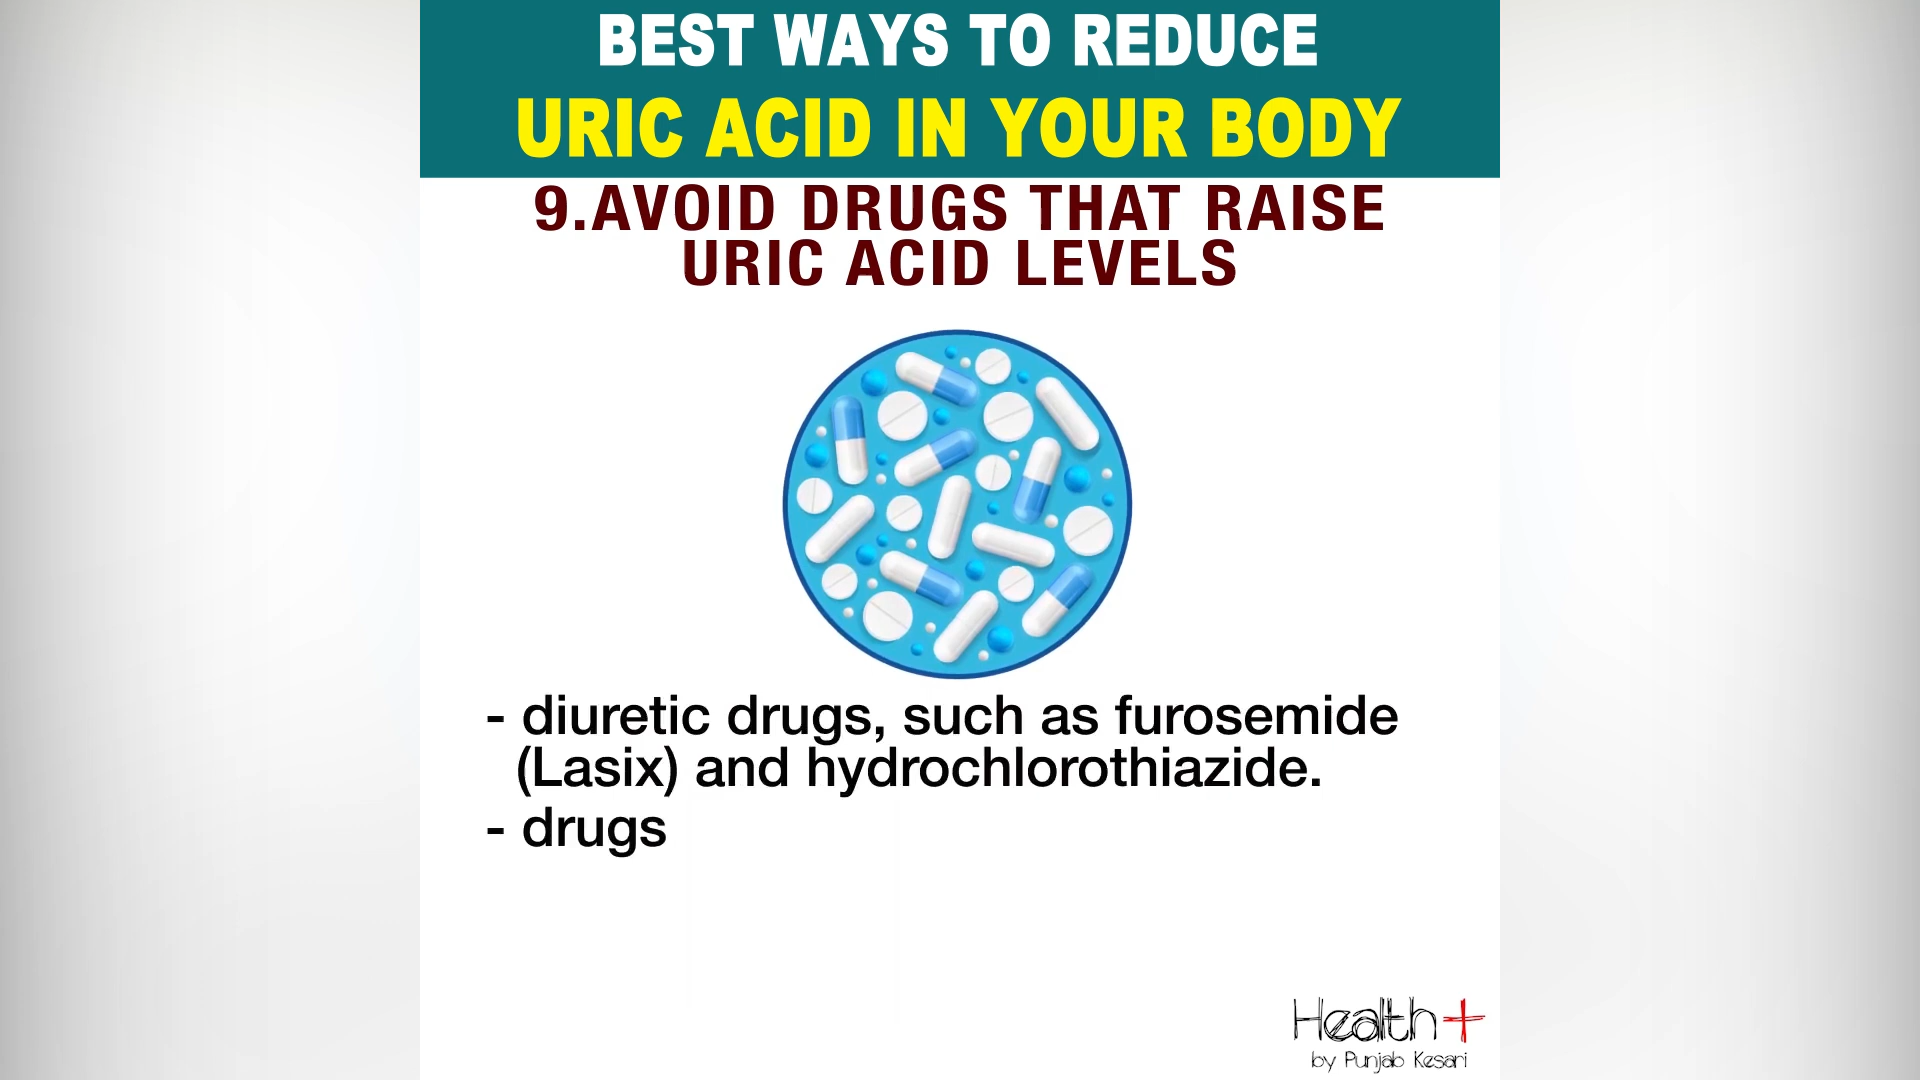 BEST WAYS TO REDUCE
URIC ACID IN YOUR BODY
9.AVOID DRUGS THAT RAISE
URIC ACID LEVELS
- diuretic drugs, such as furosemide
(Lasix) and hydrochlorothiazide.
- drugs
Health+
by Punjab Kesari